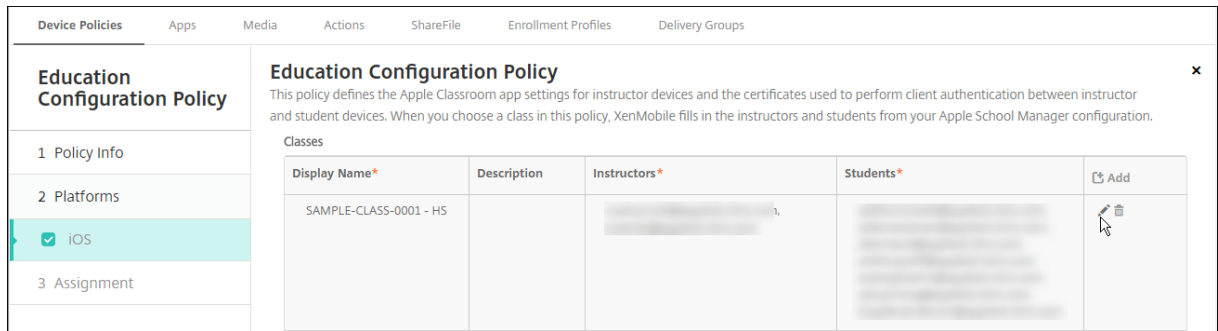 Device Policies Apps Media Actions ShareFile Enrollment Profiles Delivery Groups
Education
Configuration Policy
1 Policy Info
2 Platforms
iOS
3 Assignment
Education Configuration Policy
This policy defines the Apple Classroom app settings for instructor devices and the certificates used to perform client authentication between instructor
and student devices. When you choose a class in this policy, XenMobile fills in the instructors and students from your Apple School Manager configuration.
Classes
Display Name* Description Instructors* Students* Add
SAMPLE-CLASS-0001 - HS